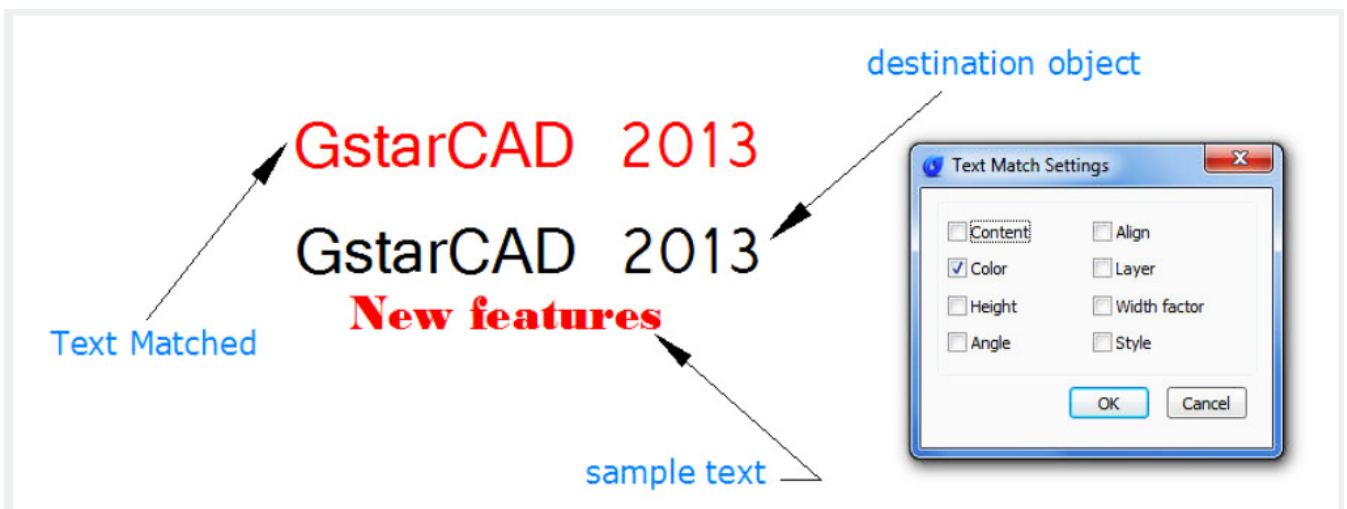 destination object
GstarCAD 2013
GstarCAD 2013
New features
Text Matched
sample text
Text Match Settings
Content Align
Color Layer
Height Width factor
Angle Style
OK Cancel